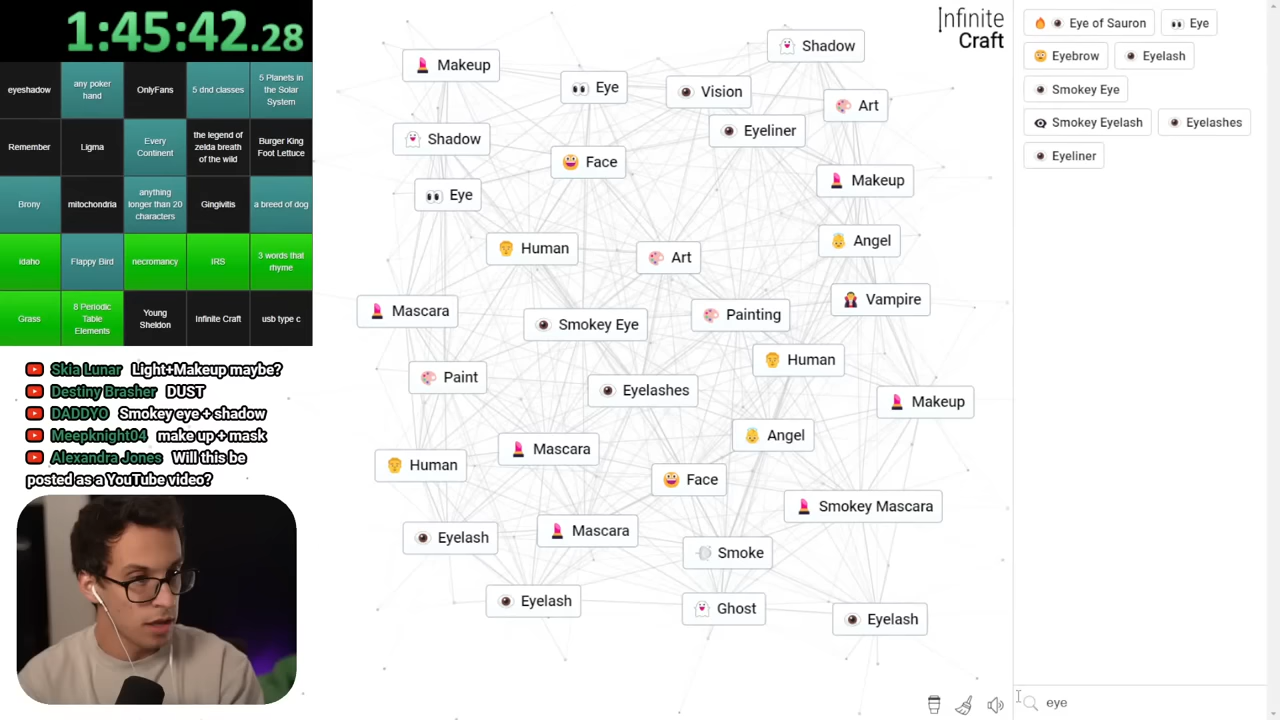 1:45:42.28
eyeshadow
any poker
hand
OnlyFans
5 dnd classes
5 Planets in
the Solar
System
Remember
Ligma
Every
Continent
the legend of
zelda breath
of the wild
Burger King
Foot Lettuce
Brony
mitochondria
anything
longer than 20
characters
Gingivitis
a breed of dog
idaho
Flappy Bird
necromancy
IRS
3 words that
rhyme
Grass
8 Periodic
Table
Elements
Young
Sheldon
Infinite Craft
usb type c
Skia Lunar Light+Makeup maybe?
Destiny Brasher DUST
DADDYO Smokey eye + shadow
Meepknight04 make up + mask
Alexandra Jones Will this be
posted as a YouTube video?
Infinite
Craft
Shadow
Makeup
Eye
Vision
Art
Eyeliner
Shadow
Face
Makeup
Eye
Human
Art
Angel
Vampire
Mascara
Smokey Eye
Painting
Human
Paint
Eyelashes
Makeup
Angel
Mascara
Human
Face
Smokey Mascara
Eyelash
Mascara
Smoke
Eyelash
Ghost
Eyelash
Eye of Sauron
Eye
Eyebrow
Eyelash
Smokey Eye
Smokey Eyelash
Eyelashes
Eyeliner
eye